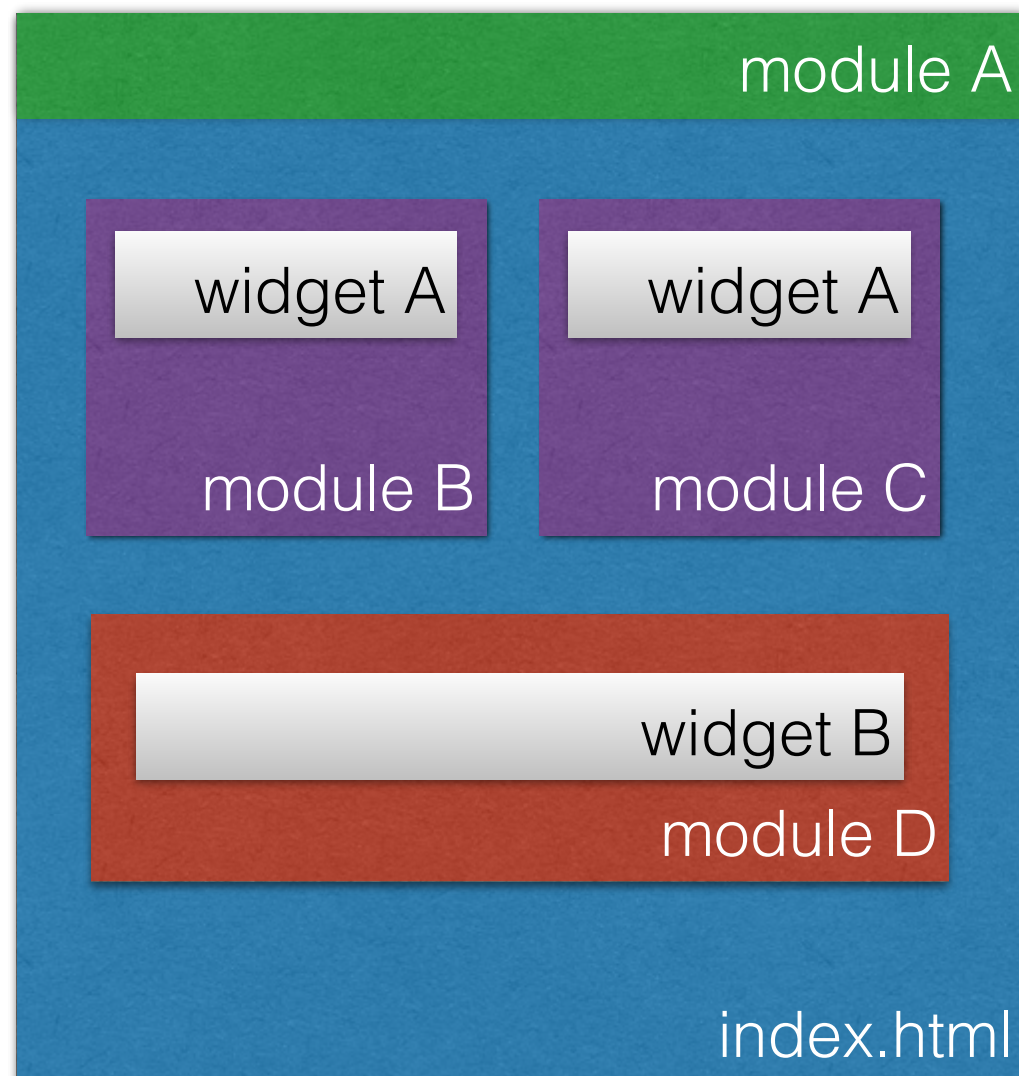 module A
widget A
widget A
module B
module C
widget B
module D
index.html